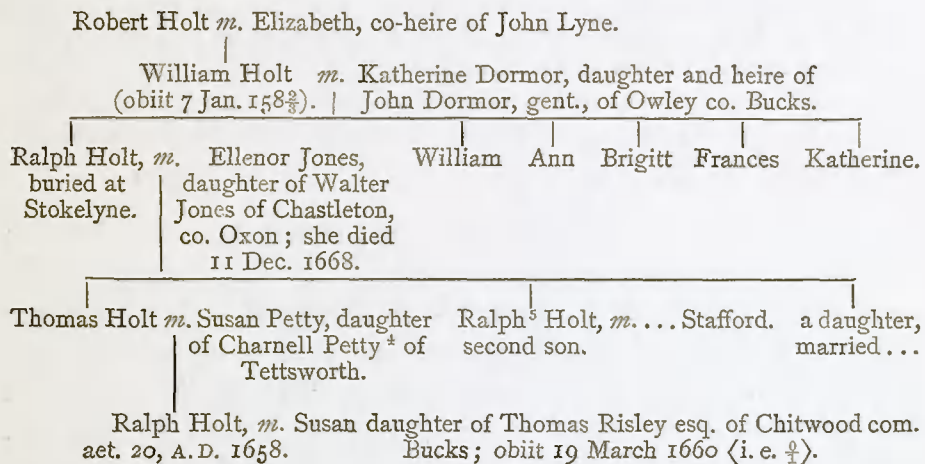 Robert Holt m. Elizabeth, co-heire of John Lyne.
William Holt m. Katherine Dormor, daughter and heire of
(obiit 7 Jan. 158⅔). | John Dormor, gent., of Owley co. Bucks.
Ralph Holt, m. Ellenor Jones, William Ann Brigitt Frances Katherine.
buried at daughter of Walter
Stokelyne. Jones of Chastleton,
co. Oxon; she died
11 Dec. 1668.
Thomas Holt m. Susan Petty, daughter Ralph⁵ Holt, m. . . . Stafford. a daughter,
of Charnell Petty⁴ of second son. married . . .
Tettsworth.
Ralph Holt, m. Susan daughter of Thomas Risley esq. of Chitwood com.
aet. 20, A.D. 1658. Bucks; obiit 19 March 1660 ⟨i. e. 0/1⟩.